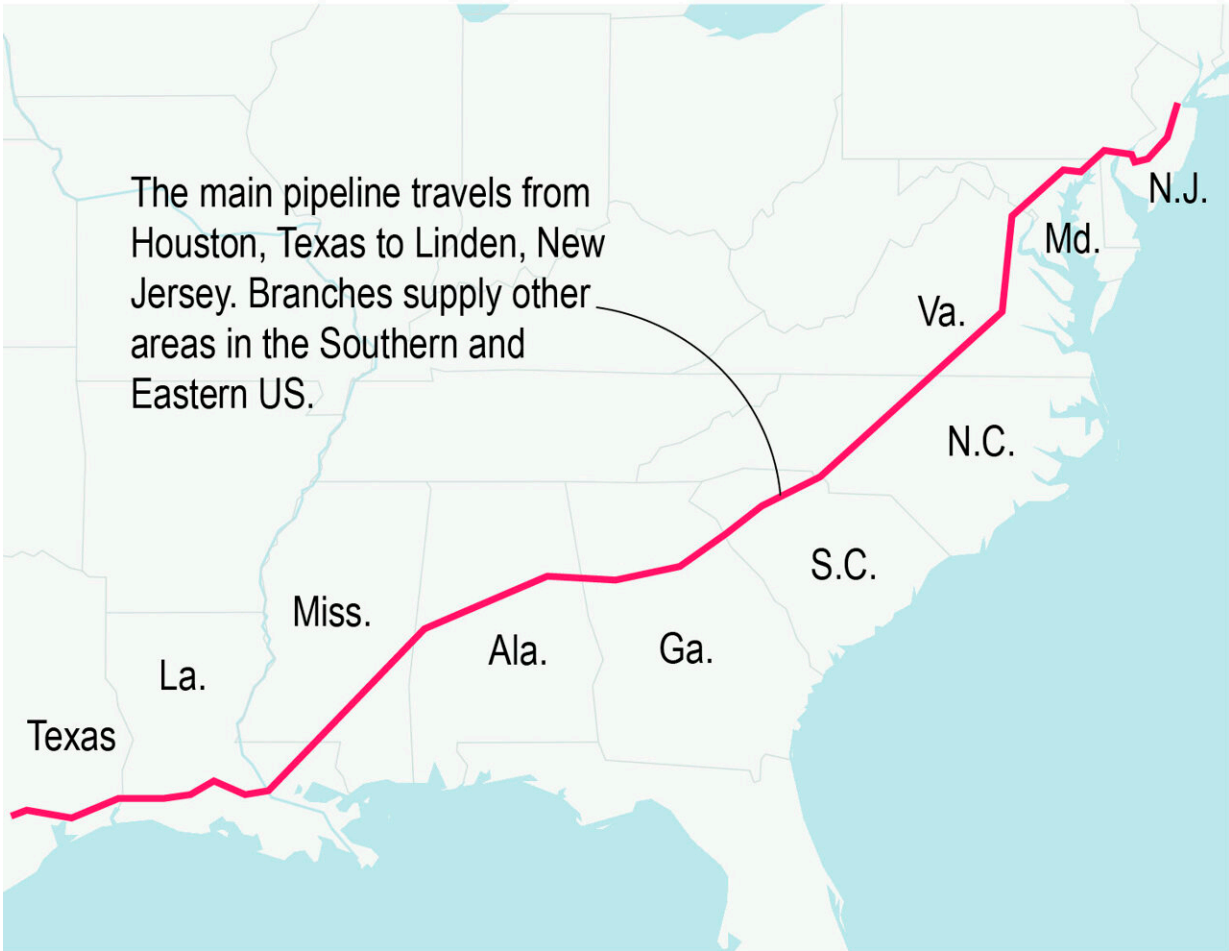 The main pipeline travels from
Houston, Texas to Linden, New
Jersey. Branches supply other
areas in the Southern and
Eastern US.
N.J.
Md.
Va.
N.C.
S.C.
Miss.
Ala.
Ga.
La.
Texas